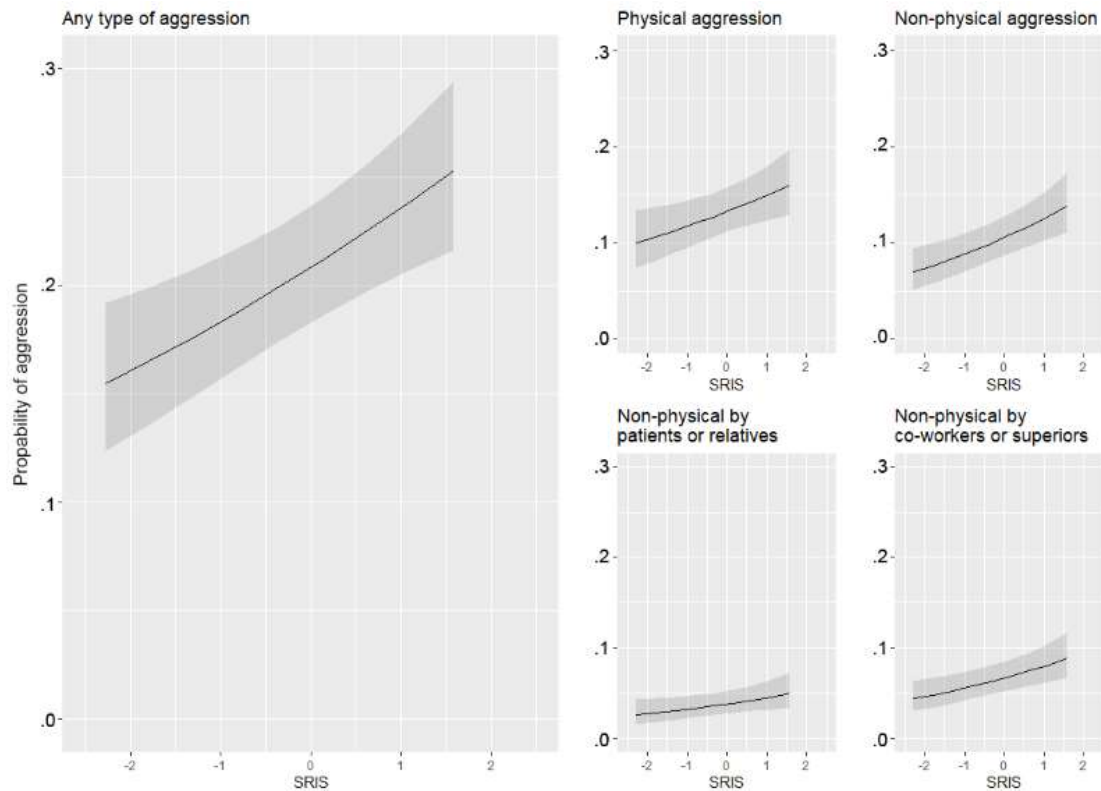 Any type of aggression
Propability of aggression
.3
.2
.1
.0
-2 -1 0 1 2
SRIS
Physical aggression
.3
.2
.1
.0
-2 -1 0 1 2
SRIS
Non-physical aggression
.3
.2
.1
.0
-2 -1 0 1 2
SRIS
Non-physical by
patients or relatives
.3
.2
.1
.0
-2 -1 0 1 2
SRIS
Non-physical by
co-workers or superiors
.3
.2
.1
.0
-2 -1 0 1 2
SRIS